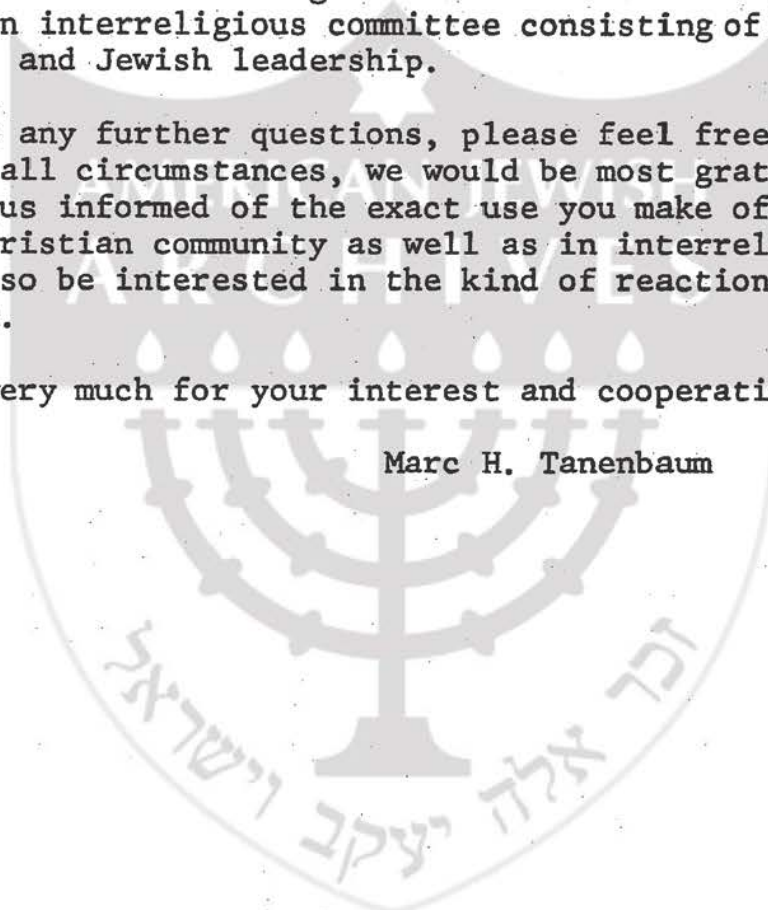 n interreligious committee consisting of
and Jewish leadership.
any further questions, please feel free
all circumstances, we would be most grat
us informed of the exact use you make of
ristian community as well as in interrel
so be interested in the kind of reaction
.
ery much for your interest and cooperati
Marc H. Tanenbaum
AMERICAN JEWISH
ARCHIVES
זכר אלה יעקב וישראל